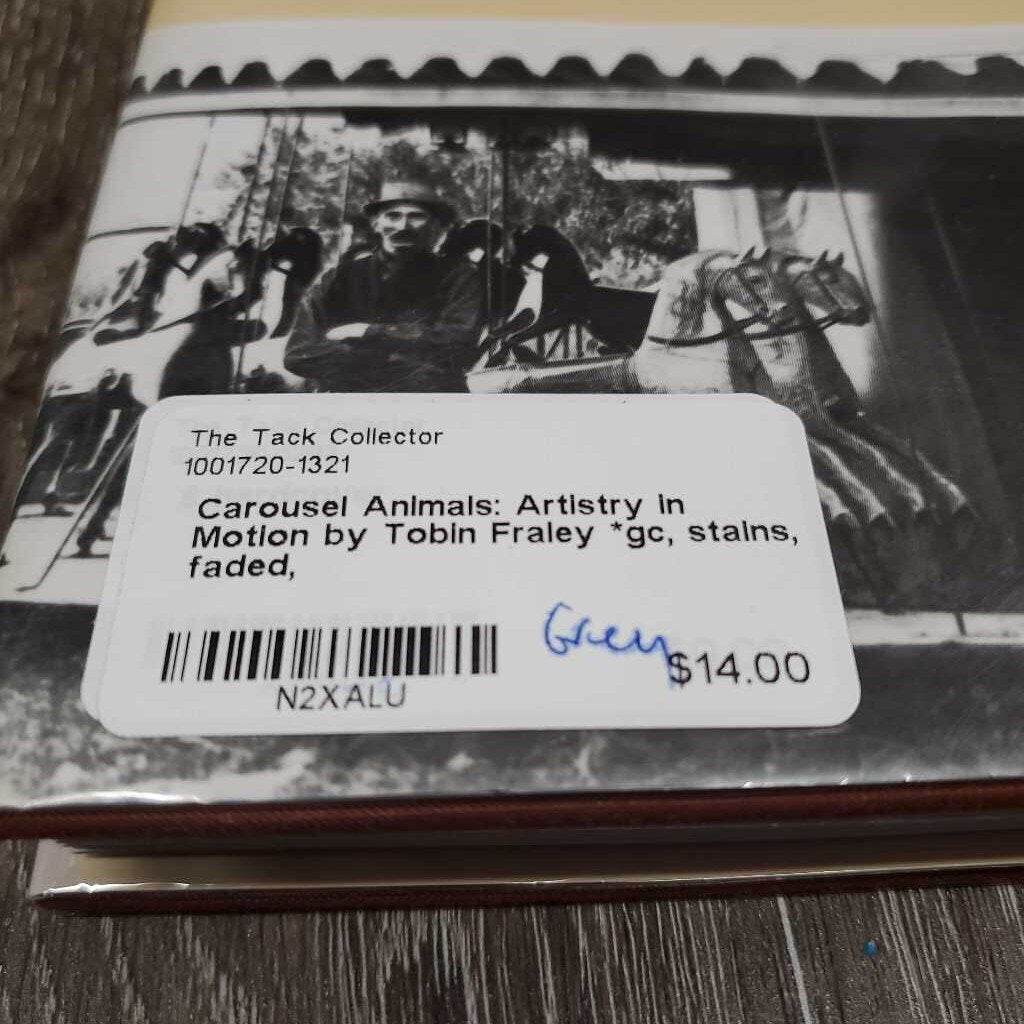 The Tack Collector
1001720-1321
Carousel Animals: Artistry in
Motion by Tobin Fraley *gc, stains,
faded,
$14.00
N2XALU